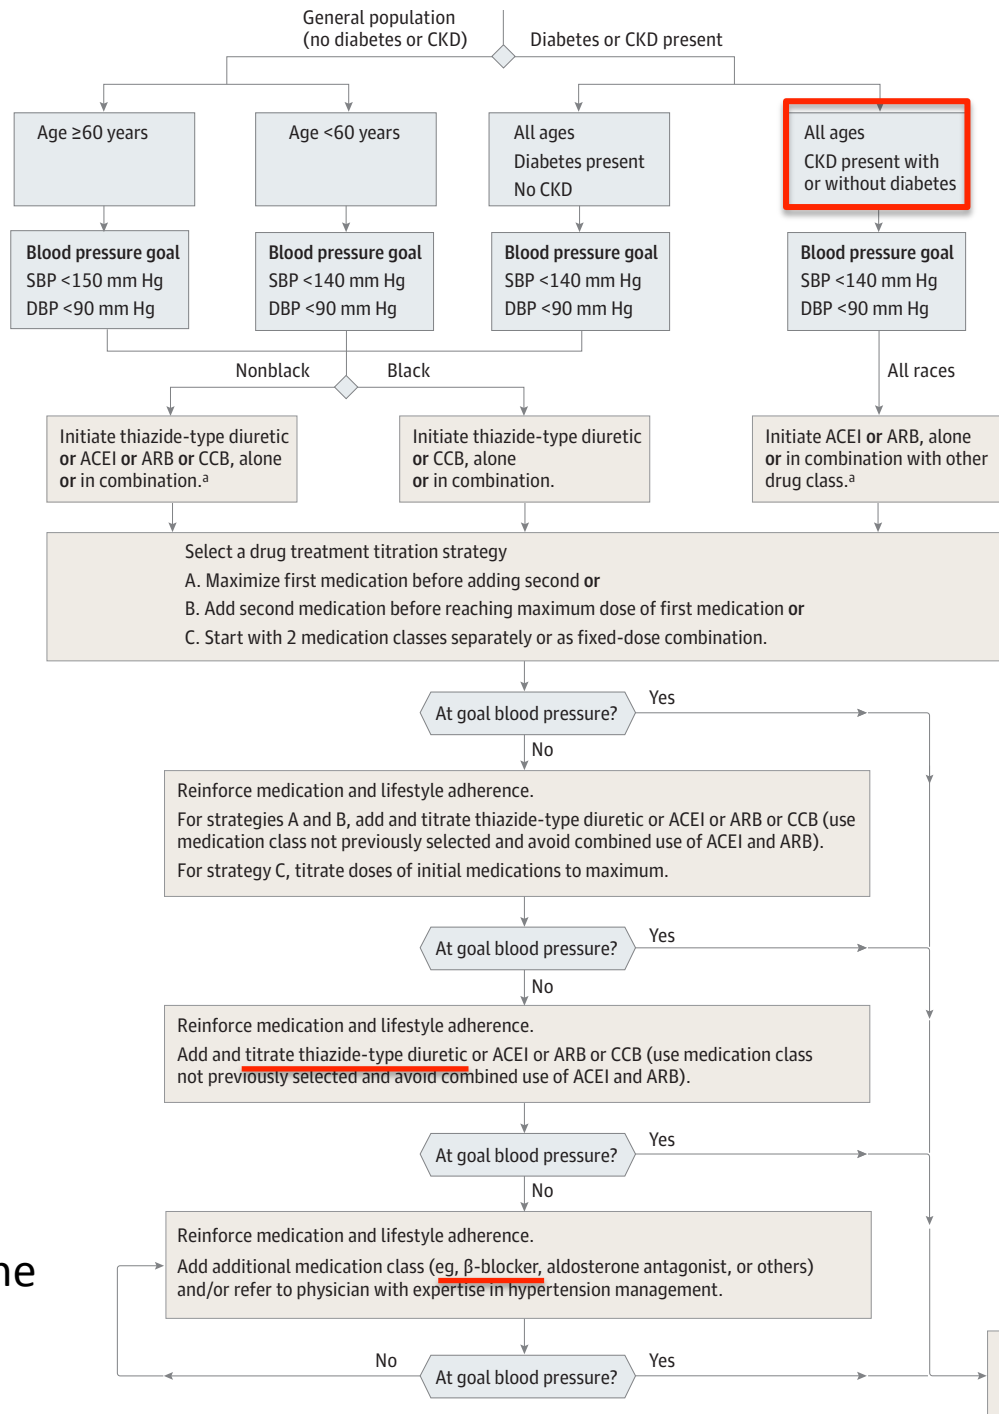 General population
(no diabetes or CKD)
Diabetes or CKD present
Age ≥60 years
Age <60 years
All ages
Diabetes present
No CKD
All ages
CKD present with
or without diabetes
Blood pressure goal
SBP <150 mm Hg
DBP <90 mm Hg
Blood pressure goal
SBP <140 mm Hg
DBP <90 mm Hg
Blood pressure goal
SBP <140 mm Hg
DBP <90 mm Hg
Blood pressure goal
SBP <140 mm Hg
DBP <90 mm Hg
Nonblack
Black
All races
Initiate thiazide-type diuretic
or ACEI or ARB or CCB, alone
or in combination.a
Initiate thiazide-type diuretic
or CCB, alone
or in combination.
Initiate ACEI or ARB, alone
or in combination with other
drug class.a
Select a drug treatment titration strategy
A. Maximize first medication before adding second or
B. Add second medication before reaching maximum dose of first medication or
C. Start with 2 medication classes separately or as fixed-dose combination.
At goal blood pressure?
Yes
No
Reinforce medication and lifestyle adherence.
For strategies A and B, add and titrate thiazide-type diuretic or ACEI or ARB or CCB (use
medication class not previously selected and avoid combined use of ACEI and ARB).
For strategy C, titrate doses of initial medications to maximum.
At goal blood pressure?
Yes
No
Reinforce medication and lifestyle adherence.
Add and titrate thiazide-type diuretic or ACEI or ARB or CCB (use medication class
not previously selected and avoid combined use of ACEI and ARB).
At goal blood pressure?
Yes
No
Reinforce medication and lifestyle adherence.
Add additional medication class (eg, β-blocker, aldosterone antagonist, or others)
and/or refer to physician with expertise in hypertension management.
ne
No
At goal blood pressure?
Yes